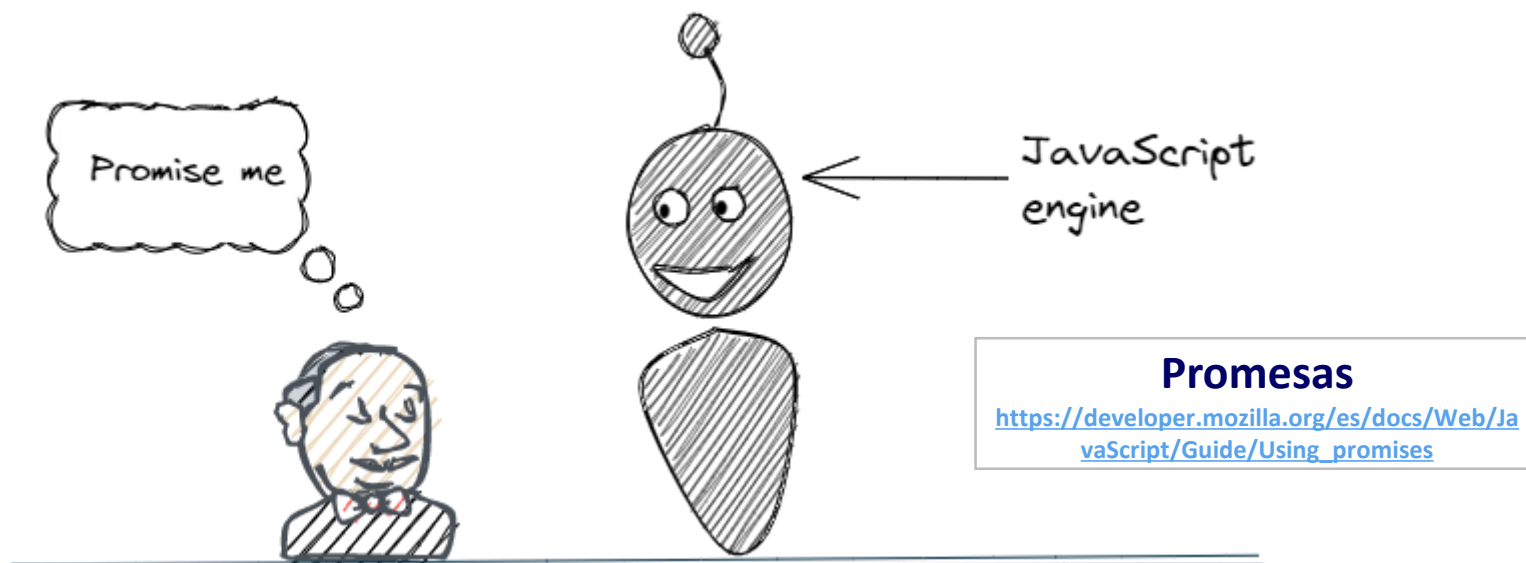 Promise me
JavaScript
engine
Promesas
https://developer.mozilla.org/es/docs/Web/Ja
vaScript/Guide/Using_promises